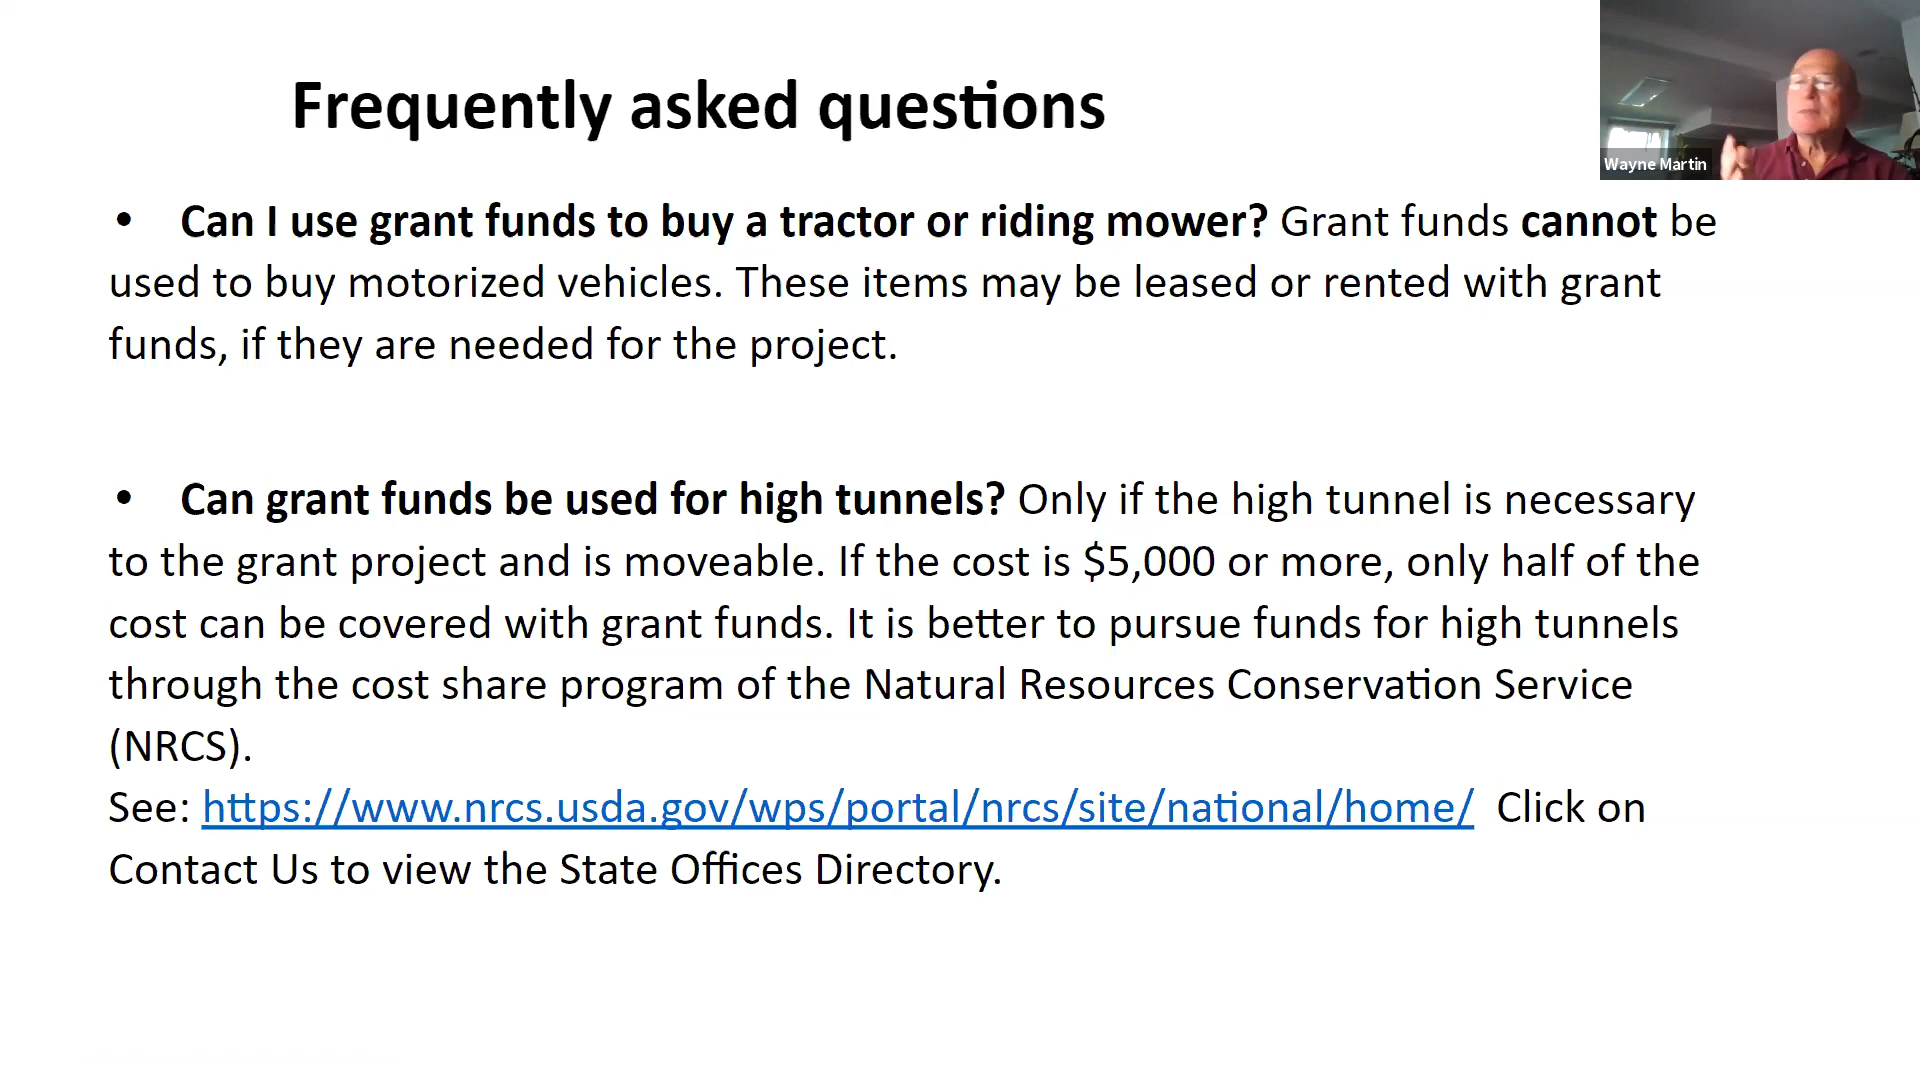 Frequently asked questions
Wayne Martin
• Can I use grant funds to buy a tractor or riding mower? Grant funds cannot be
used to buy motorized vehicles. These items may be leased or rented with grant
funds, if they are needed for the project.
• Can grant funds be used for high tunnels? Only if the high tunnel is necessary
to the grant project and is moveable. If the cost is $5,000 or more, only half of the
cost can be covered with grant funds. It is better to pursue funds for high tunnels
through the cost share program of the Natural Resources Conservation Service
(NRCS).
See: https://www.nrcs.usda.gov/wps/portal/nrcs/site/national/home/ Click on
Contact Us to view the State Offices Directory.